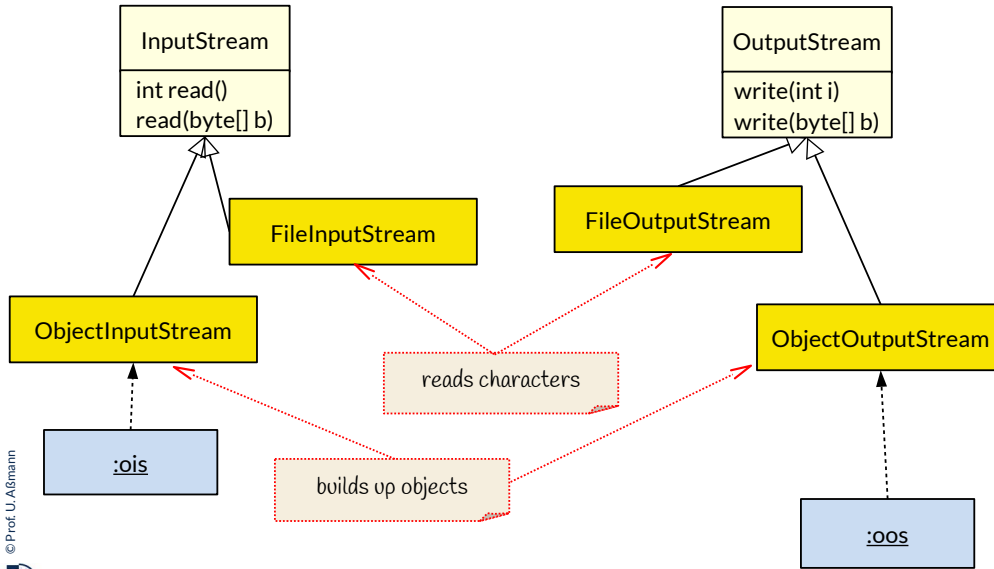 InputStream
int read()
read(byte[] b)
OutputStream
write(int i)
write(byte[] b)
FileInputStream
FileOutputStream
ObjectInputStream
ObjectOutputStream
reads characters
:ois
builds up objects
:oos
© Prof. U. Aßmann